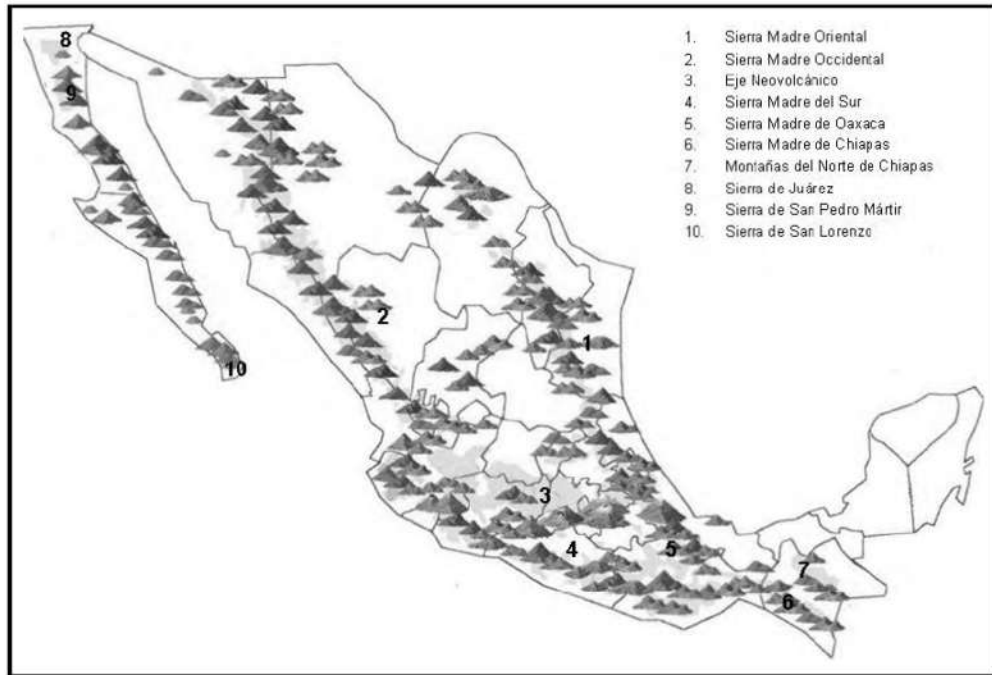 1. Sierra Madre Oriental
2. Sierra Madre Occidental
3. Eje Neovolcánico
4. Sierra Madre del Sur
5. Sierra Madre de Oaxaca
6. Sierra Madre de Chiapas
7. Montañas del Norte de Chiapas
8. Sierra de Juárez
9. Sierra de San Pedro Mártir
10. Sierra de San Lorenzo
8
9
2
1
10
3
4
5
7
6